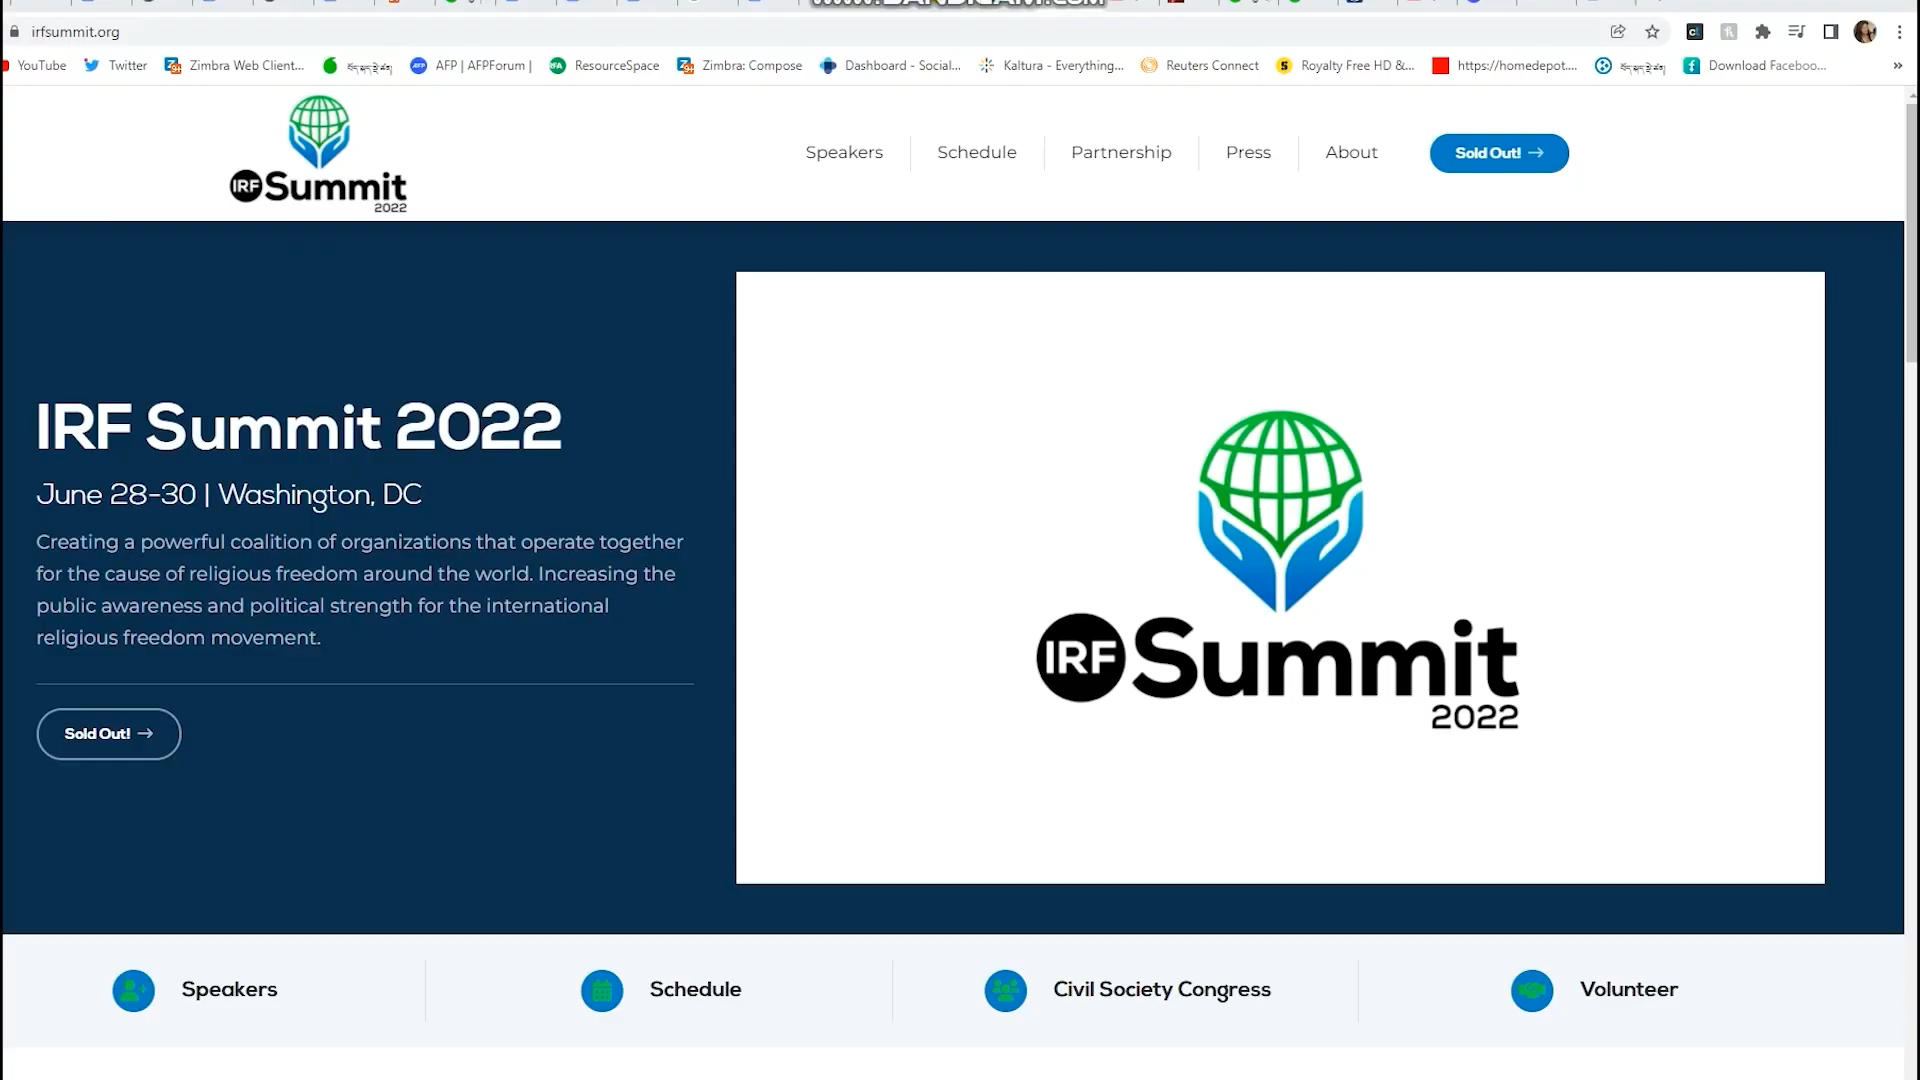 www.BANDICAM.com
irfsummit.org
YouTube
Twitter
Zimbra Web Client...
AFP | AFPForum |
ResourceSpace
Zimbra: Compose
Dashboard - Social...
Kaltura - Everything...
Reuters Connect
Royalty Free HD &...
https://homedepot....
Download Faceboo...
IRF Summit
2022
Speakers
Schedule
Partnership
Press
About
Sold Out! →
IRF Summit 2022
June 28-30 | Washington, DC
Creating a powerful coalition of organizations that operate together
for the cause of religious freedom around the world. Increasing the
public awareness and political strength for the international
religious freedom movement.
Sold Out! →
IRF Summit
2022
Speakers
Schedule
Civil Society Congress
Volunteer